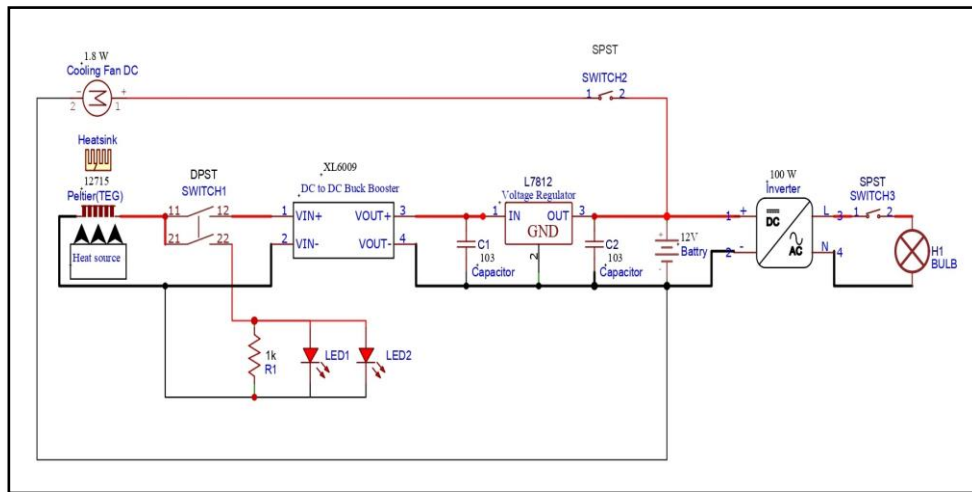 1.8 W
Cooling Fan DC
- +
2 1
SPST
SWITCH2
1 2
Heatsink
12715
Peltier(TEG)
Heat source
DPST
SWITCH1
11 12
21 22
XL6009
DC to DC Buck Booster
1 VIN+ VOUT+ 3
2 VIN- VOUT- 4
L7812
Voltage Regulator
1 IN OUT 3
GND
2
C1
103
Capacitor
C2
103
Capacitor
12V
Battry
100 W
Inverter
1 + DC L 3
2 - AC N 4
SPST
SWITCH3
1 2
H1
BULB
1k
R1
LED1
LED2